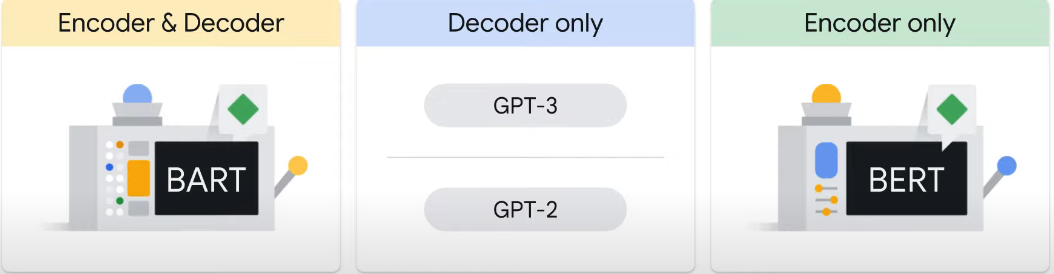 Encoder & Decoder
BART
Decoder only
GPT-3
GPT-2
Encoder only
BERT